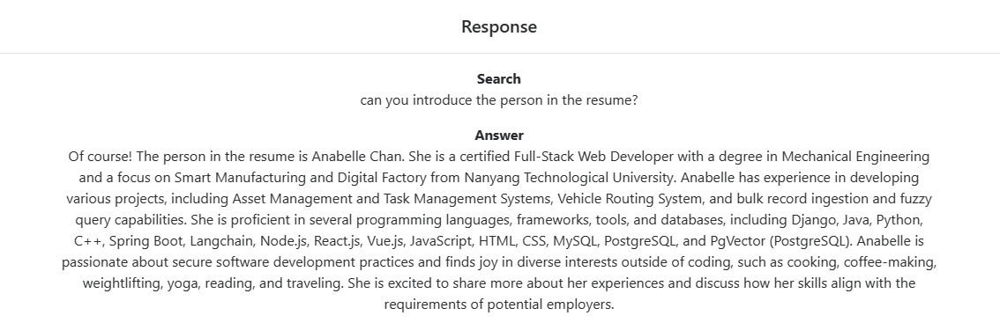 Response
Search
can you introduce the person in the resume?
Answer
Of course! The person in the resume is Anabelle Chan. She is a certified Full-Stack Web Developer with a degree in Mechanical Engineering
and a focus on Smart Manufacturing and Digital Factory from Nanyang Technological University. Anabelle has experience in developing
various projects, including Asset Management and Task Management Systems, Vehicle Routing System, and bulk record ingestion and fuzzy
query capabilities. She is proficient in several programming languages, frameworks, tools, and databases, including Django, Java, Python,
C++, Spring Boot, Langchain, Node.js, React.js, Vue.js, JavaScript, HTML, CSS, MySQL, PostgreSQL, and PgVector (PostgreSQL). Anabelle is
passionate about secure software development practices and finds joy in diverse interests outside of coding, such as cooking, coffee-making,
weightlifting, yoga, reading, and traveling. She is excited to share more about her experiences and discuss how her skills align with the
requirements of potential employers.